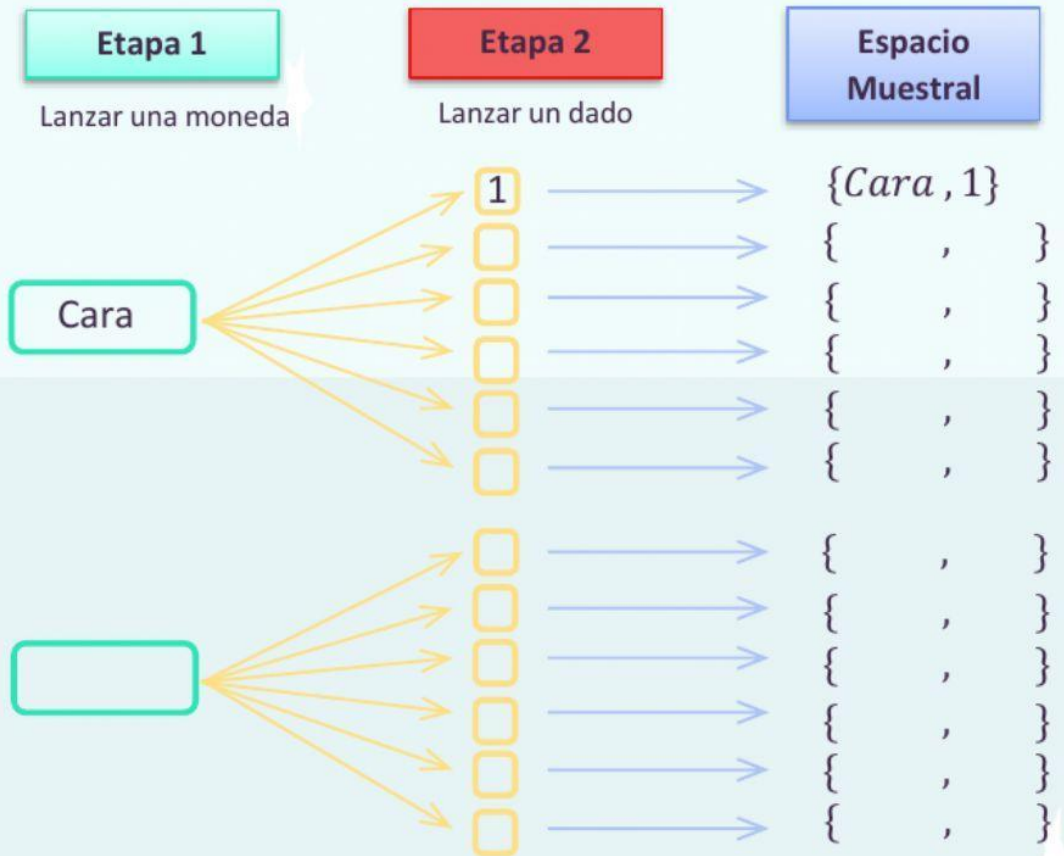 Etapa 1
Etapa 2
Espacio
Muestral
Lanzar una moneda
Lanzar un dado
1
{Cara , 1}
{ , }
Cara
{ , }
{ , }
{ , }
{ , }
{ , }
{ , }
{ , }
{ , }
{ , }
{ , }